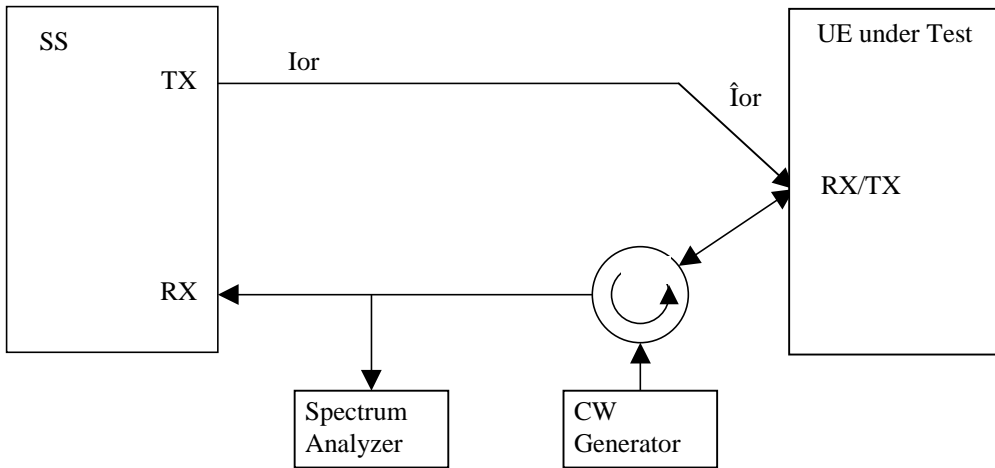 SS
UE under Test
TX
Ior
Îor
RX/TX
RX
Spectrum
Analyzer
CW
Generator